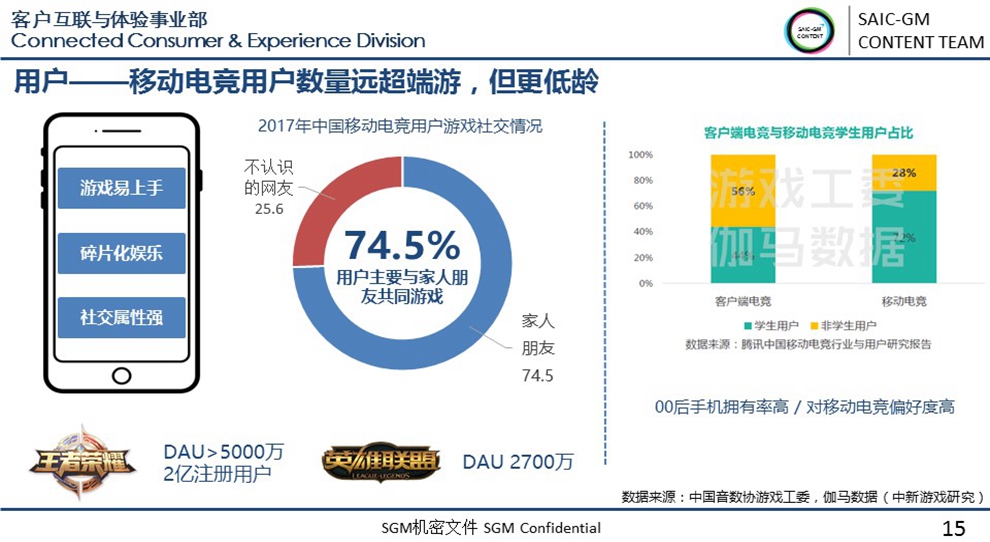 客户互联与体验事业部
Connected Consumer & Experience Division
SAIC-GM
CONTENT
SAIC-GM
CONTENT TEAM
用户——移动电竞用户数量远超端游，但更低龄
游戏易上手
碎片化娱乐
社交属性强
2017年中国移动电竞用户游戏社交情况
不认识
的网友
25.6
74.5%
用户主要与家人朋
友共同游戏
家人
朋友
74.5
客户端电竞与移动电竞学生用户占比
100%
80%
60%
40%
20%
0%
56%
44%
28%
72%
游戏工委
伽马数据
客户端电竞
移动电竞
学生用户
非学生用户
数据来源：腾讯中国移动电竞行业与用户研究报告
00后手机拥有率高 / 对移动电竞偏好度高
王者荣耀
DAU>5000万
2亿注册用户
英雄联盟
LEAGUE·LEGENDS
DAU 2700万
数据来源：中国音数协游戏工委，伽马数据（中新游戏研究）
SGM机密文件 SGM Confidential
15